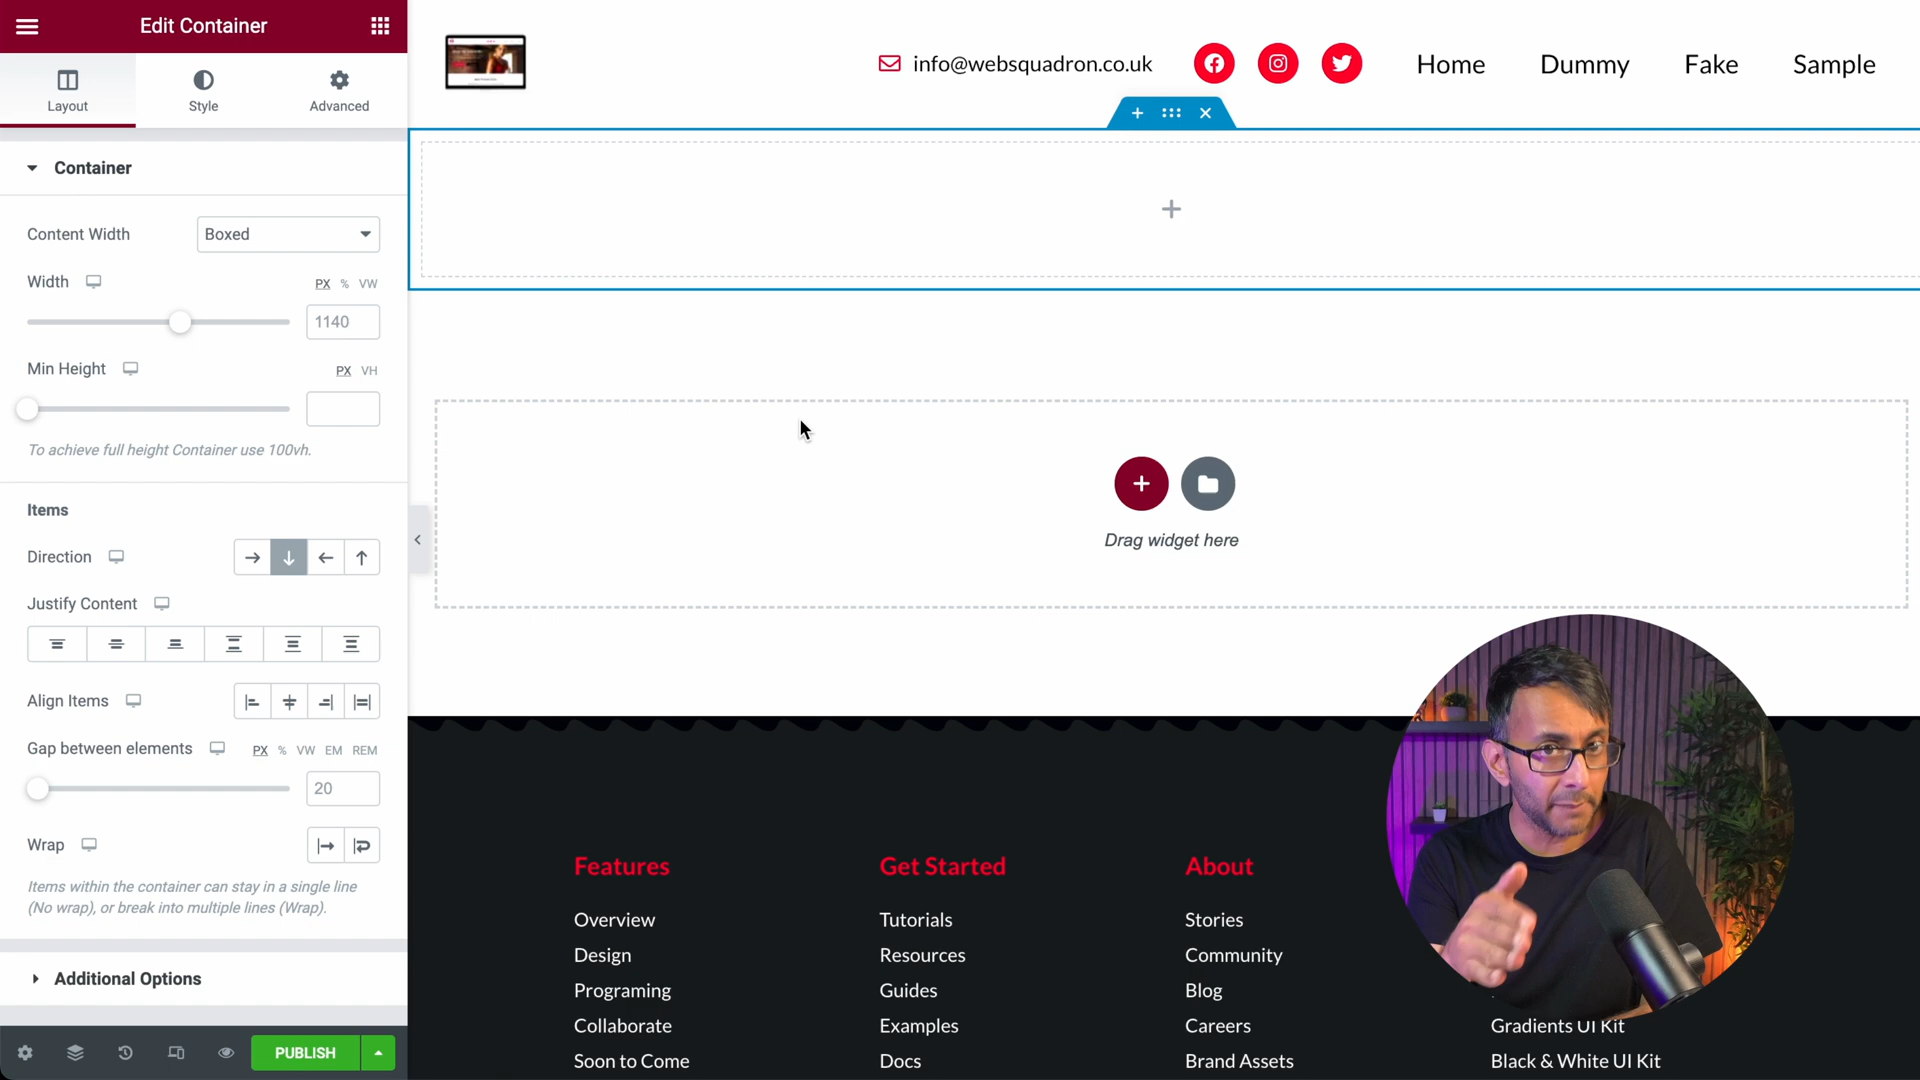 Edit Container
Layout
Style
Advanced
Container
Content Width
Boxed
Width
PX % VW
1140
Min Height
PX VH
To achieve full height Container use 100vh.
Items
Direction
Justify Content
Align Items
Gap between elements
PX % VW EM REM
20
Wrap
Items within the container can stay in a single line
(No wrap), or break into multiple lines (Wrap).
Additional Options
PUBLISH
info@websquadron.co.uk
Home
Dummy
Fake
Sample
Drag widget here
Features
Overview
Design
Programing
Collaborate
Soon to Come
Get Started
Tutorials
Resources
Guides
Examples
Docs
About
Stories
Community
Blog
Careers
Brand Assets
Gradients UI Kit
Black & White UI Kit